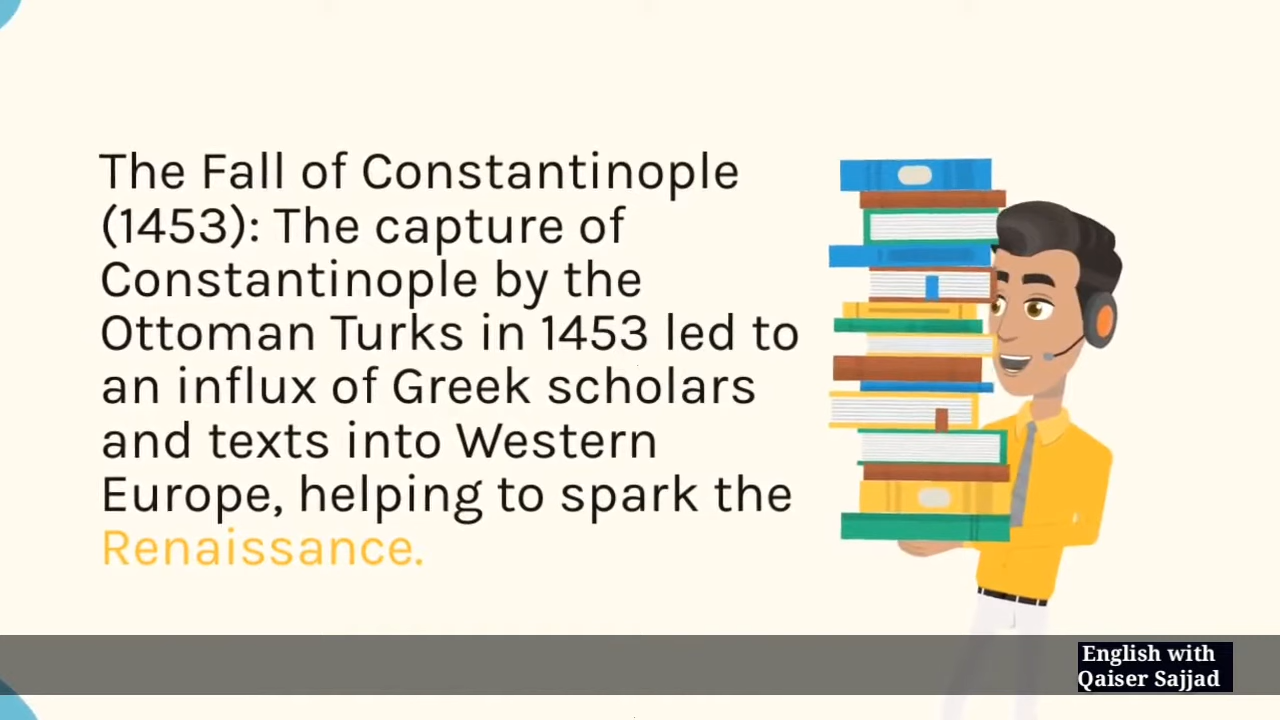 The Fall of Constantinople
(1453): The capture of
Constantinople by the
Ottoman Turks in 1453 led to
an influx of Greek scholars
and texts into Western
Europe, helping to spark the
Renaissance.
English with
Qaiser Sajjad